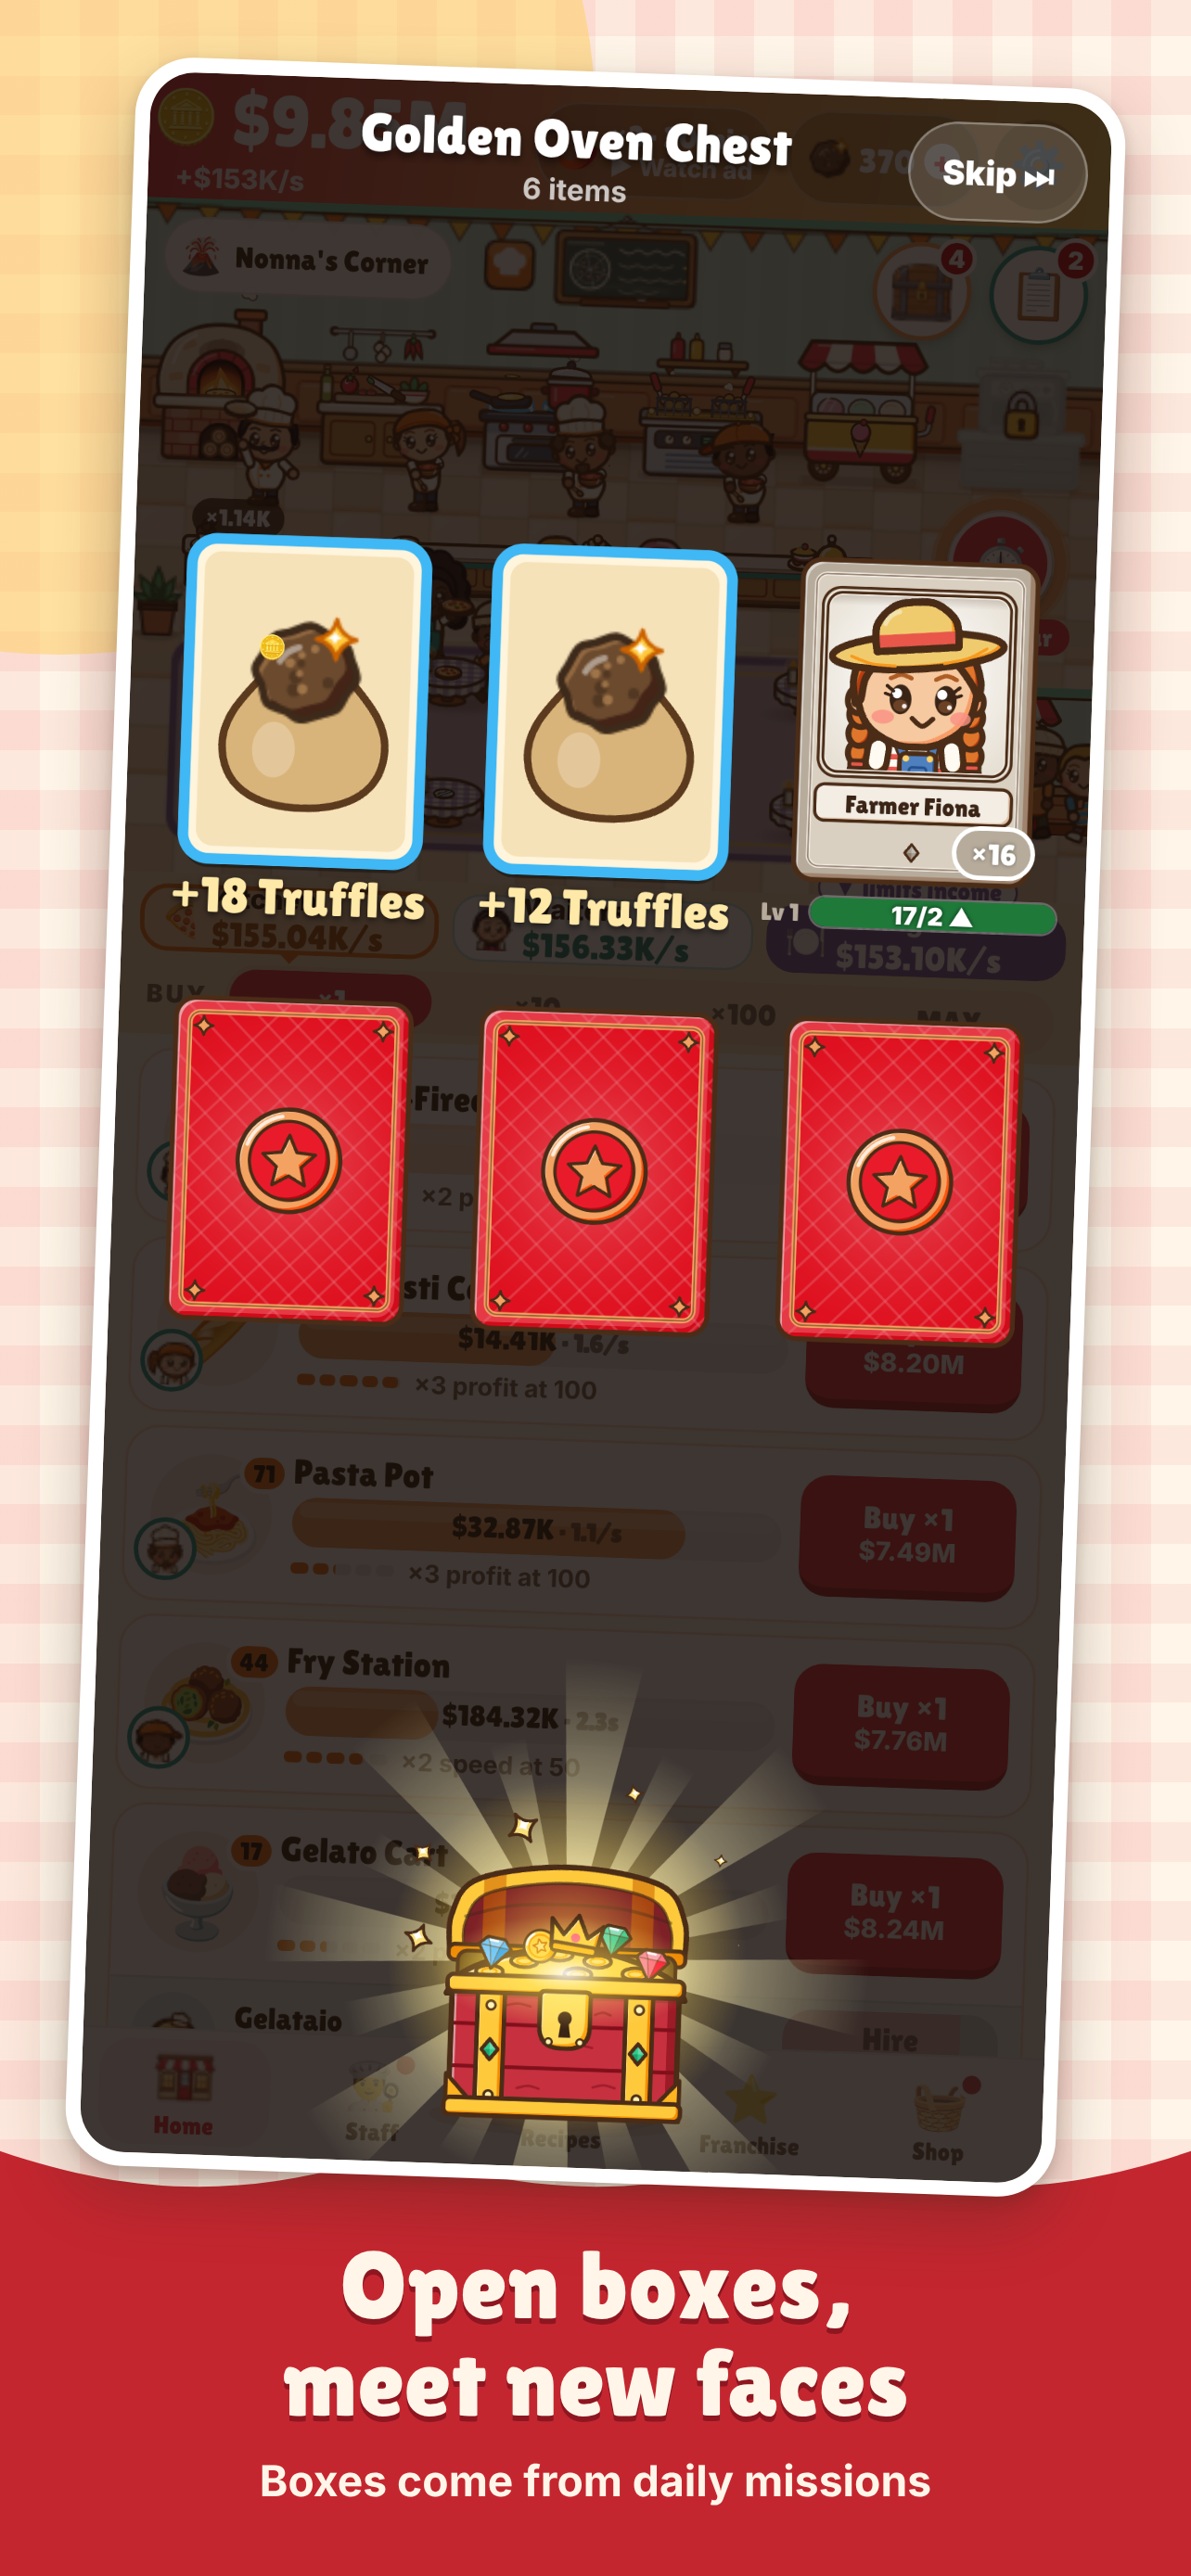 Golden Oven Chest
6 items
Skip
+$153K/s
Watch ad
370
Nonna's Corner
4
2
×1.14K
Farmer Fiona
×16
+18 Truffles
+12 Truffles
Lv 1
17/2
limits income
$155.04K/s
$156.33K/s
$153.10K/s
BUY
×1
×10
×100
MAX
×2
$14.41K · 1.6/s
×3 profit at 100
$8.20M
71
Pasta Pot
$32.87K · 1.1/s
×3 profit at 100
Buy ×1
$7.49M
44
Fry Station
$184.32K · 2.3s
×2 speed at 50
Buy ×1
$7.76M
17
Gelato Cart
Buy ×1
$8.24M
Gelataio
Hire
Home
Staff
Recipes
Franchise
Shop
Open boxes,
meet new faces
Boxes come from daily missions